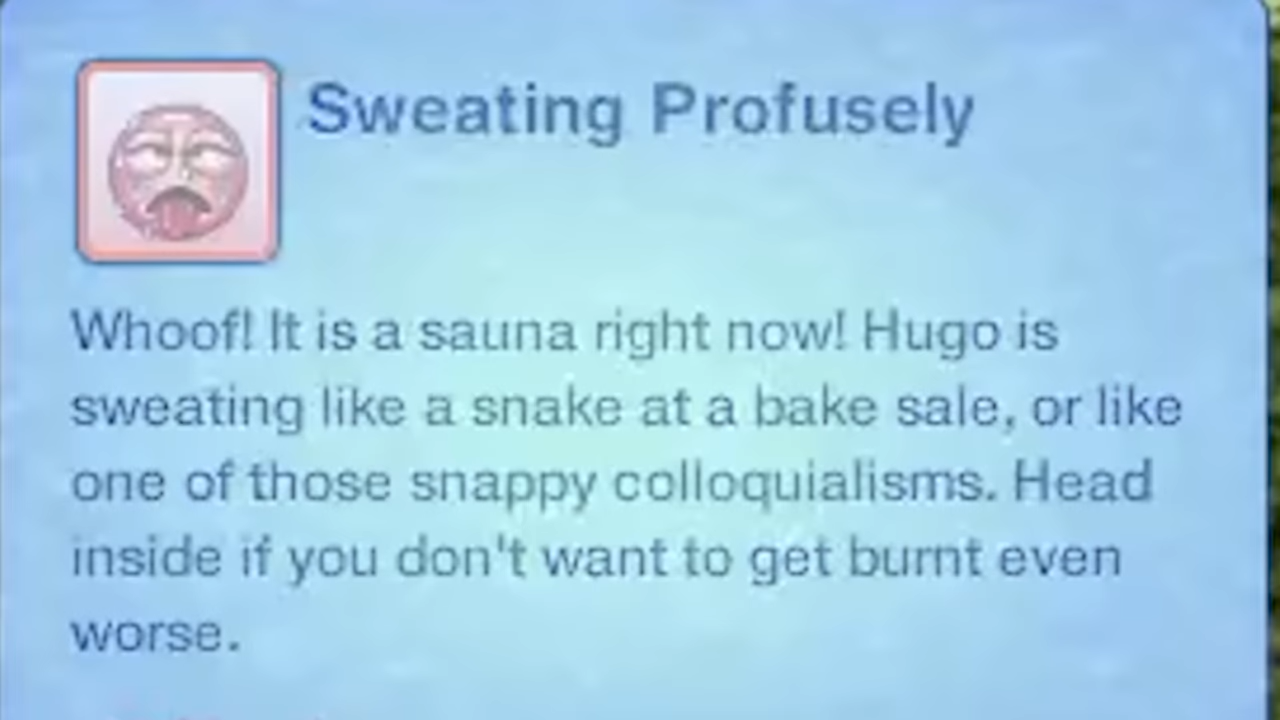 Sweating Profusely
Whoof! It is a sauna right now! Hugo is
sweating like a snake at a bake sale, or like
one of those snappy colloquialisms. Head
inside if you don't want to get burnt even
worse.